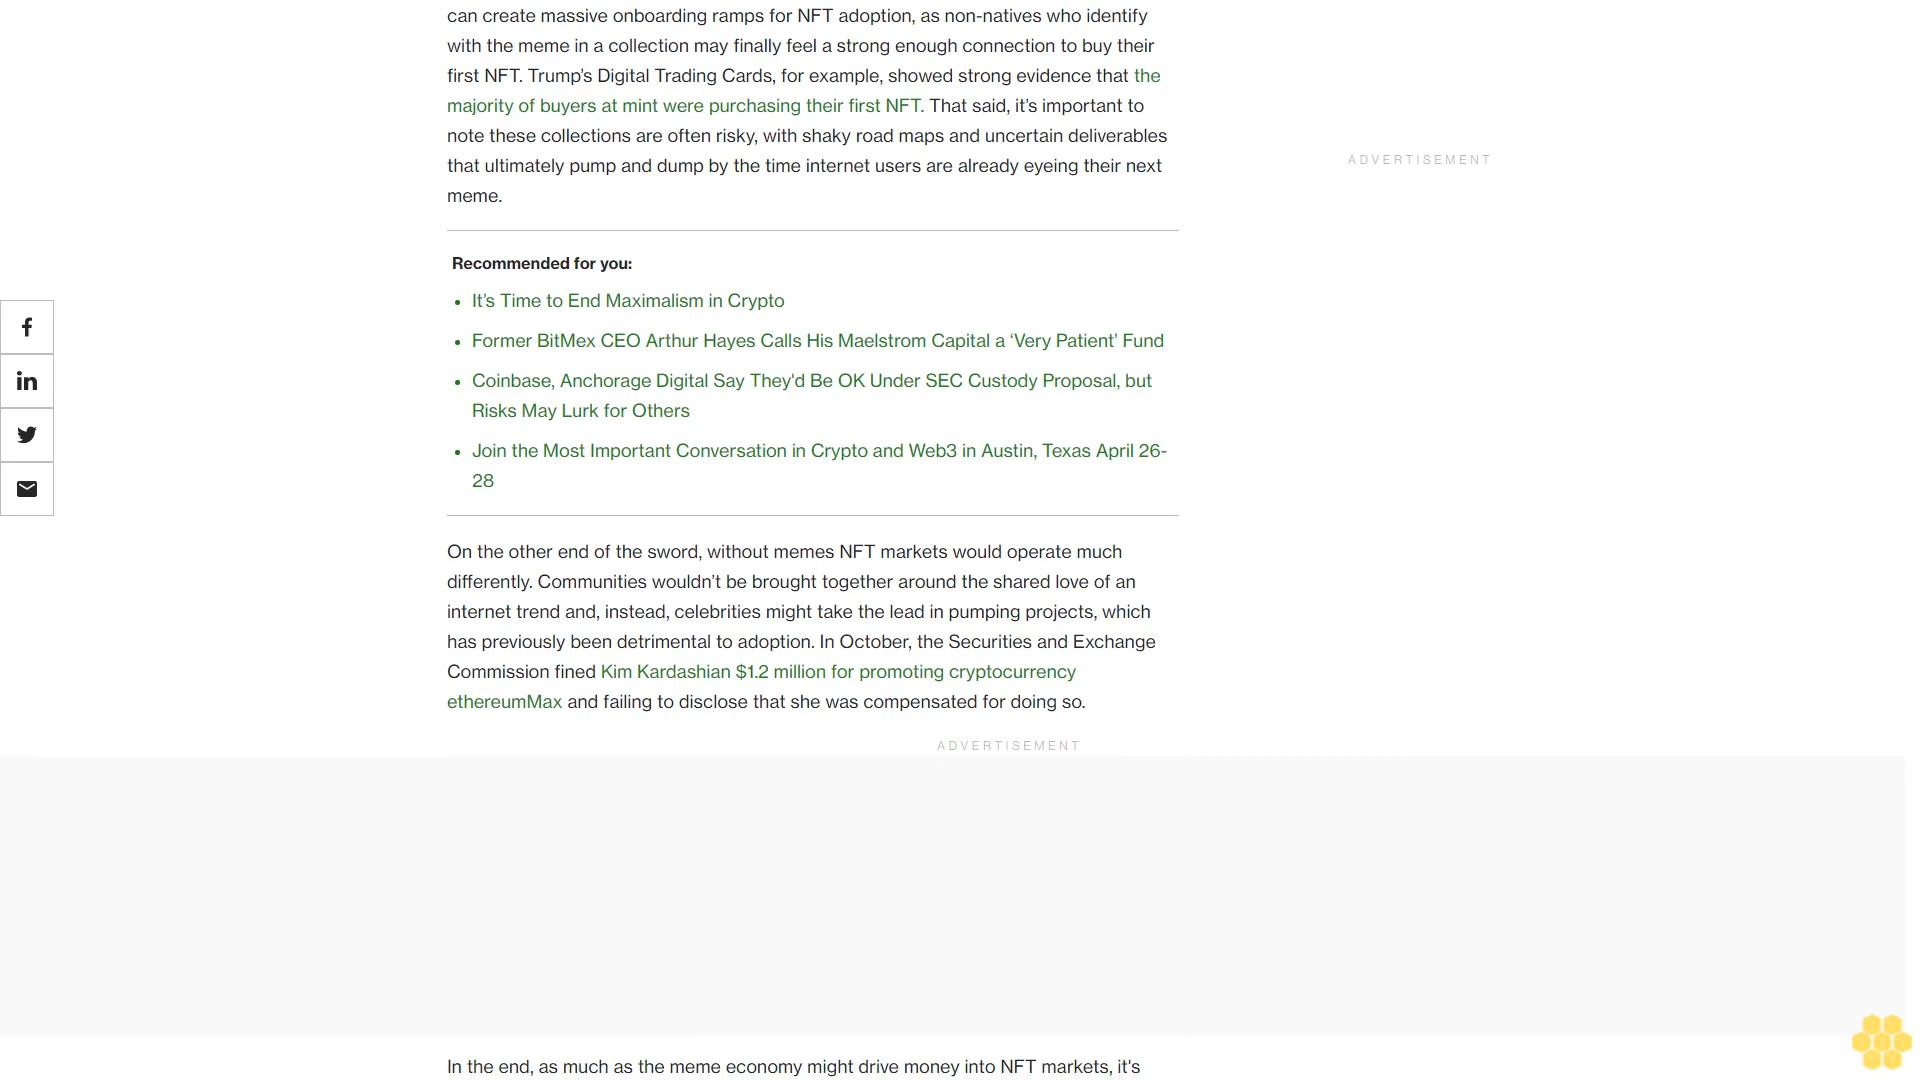 can create massive onboarding ramps for NFT adoption, as non-natives who identify
with the meme in a collection may finally feel a strong enough connection to buy their
first NFT. Trump’s Digital Trading Cards, for example, showed strong evidence that the
majority of buyers at mint were purchasing their first NFT. That said, it’s important to
note these collections are often risky, with shaky road maps and uncertain deliverables
that ultimately pump and dump by the time internet users are already eyeing their next
meme.
ADVERTISEMENT
Recommended for you:
• It’s Time to End Maximalism in Crypto
• Former BitMex CEO Arthur Hayes Calls His Maelstrom Capital a ‘Very Patient’ Fund
• Coinbase, Anchorage Digital Say They'd Be OK Under SEC Custody Proposal, but
Risks May Lurk for Others
• Join the Most Important Conversation in Crypto and Web3 in Austin, Texas April 26-
28
On the other end of the sword, without memes NFT markets would operate much
differently. Communities wouldn’t be brought together around the shared love of an
internet trend and, instead, celebrities might take the lead in pumping projects, which
has previously been detrimental to adoption. In October, the Securities and Exchange
Commission fined Kim Kardashian $1.2 million for promoting cryptocurrency
ethereumMax and failing to disclose that she was compensated for doing so.
ADVERTISEMENT
In the end, as much as the meme economy might drive money into NFT markets, it's